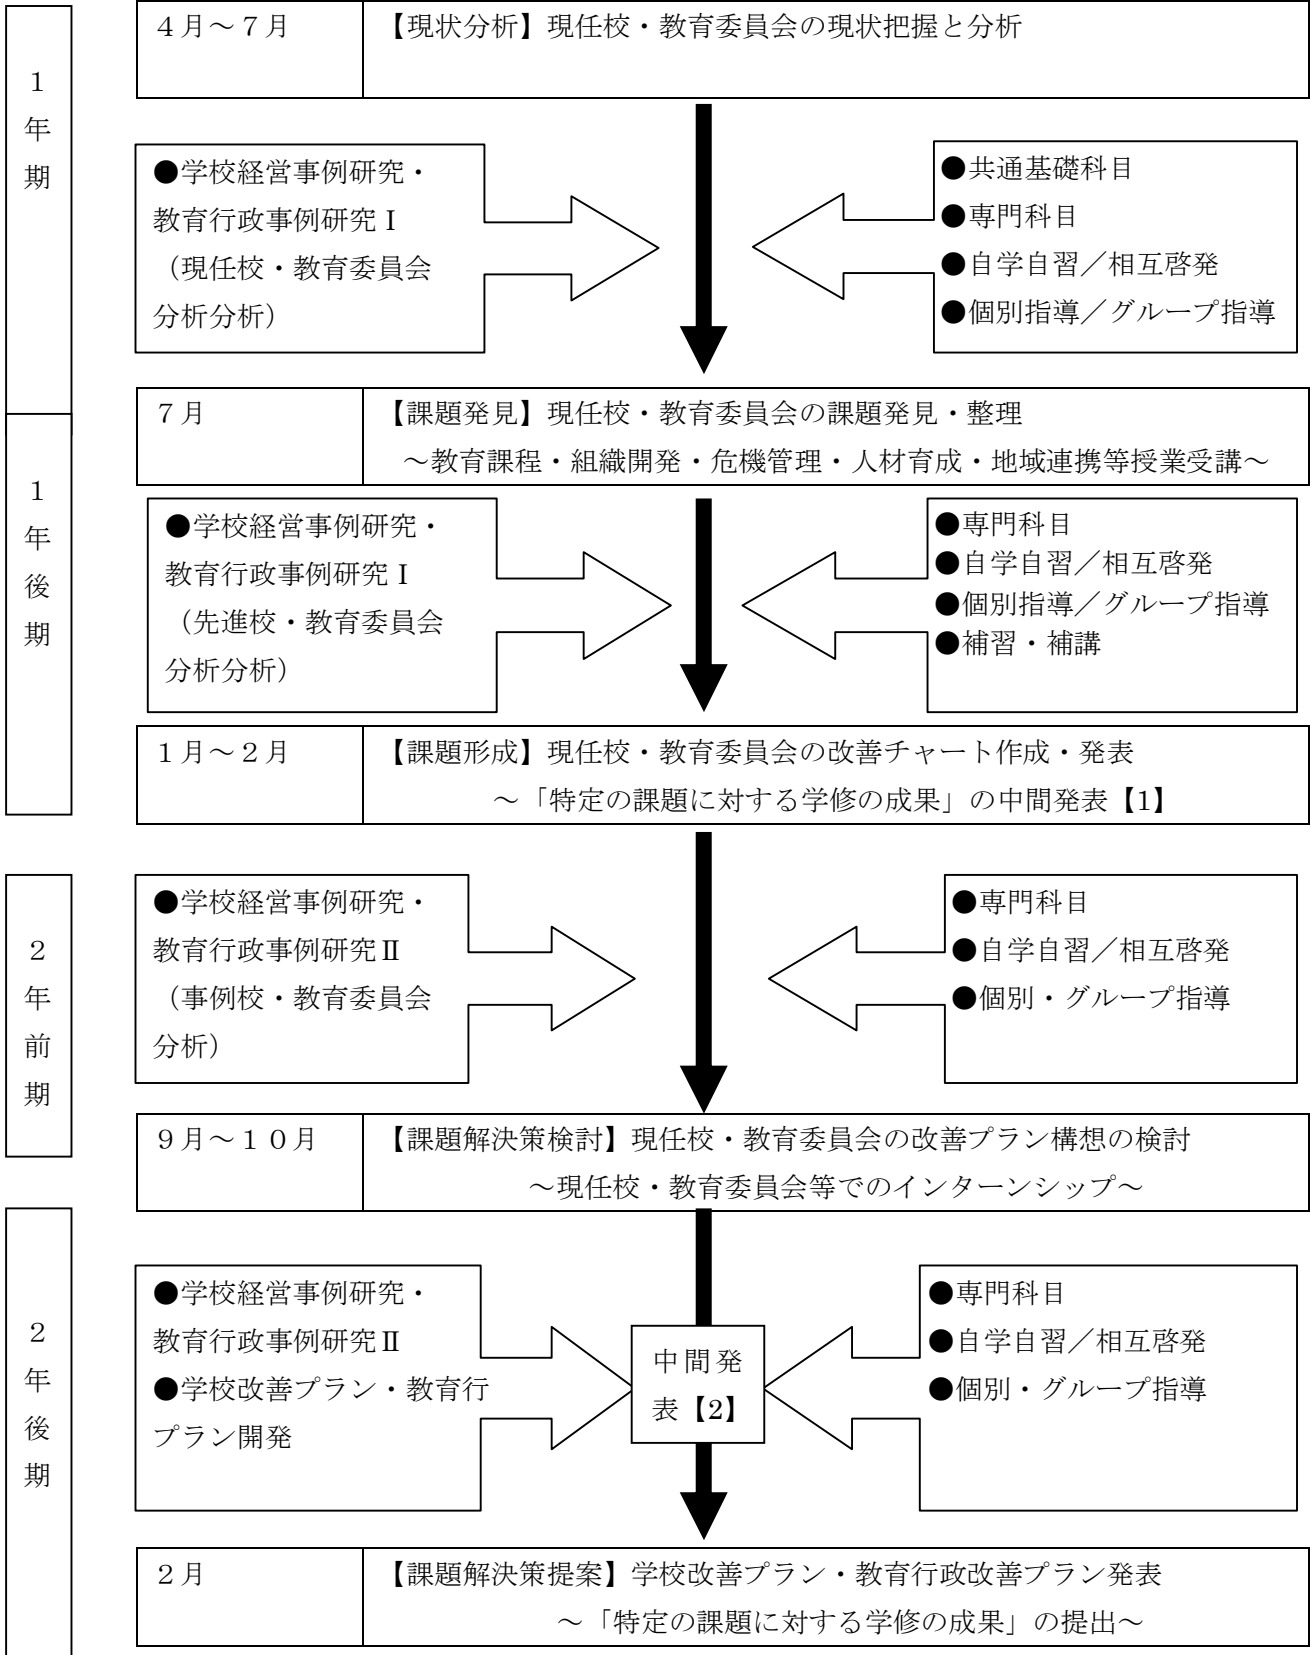 1
年
期
４月～７月
【現状分析】現任校・教育委員会の現状把握と分析
●学校経営事例研究・
教育行政事例研究Ⅰ
（現任校・教育委員会
分析分析）
●共通基礎科目
●専門科目
●自学自習／相互啓発
●個別指導／グループ指導
７月
【課題発見】現任校・教育委員会の課題発見・整理
～教育課程・組織開発・危機管理・人材育成・地域連携等授業受講～
1
年
後
期
●学校経営事例研究・
教育行政事例研究Ⅰ
（先進校・教育委員会
分析分析）
●専門科目
●自学自習／相互啓発
●個別指導／グループ指導
●補習・補講
１月～２月
【課題形成】現任校・教育委員会の改善チャート作成・発表
～「特定の課題に対する学修の成果」の中間発表【1】
2
年
前
期
●学校経営事例研究・
教育行政事例研究Ⅱ
（事例校・教育委員会
分析）
●専門科目
●自学自習／相互啓発
●個別・グループ指導
９月～１０月
【課題解決策検討】現任校・教育委員会の改善プラン構想の検討
～現任校・教育委員会等でのインターンシップ～
2
年
後
期
●学校経営事例研究・
教育行政事例研究Ⅱ
●学校改善プラン・教育行
プラン開発
中間発
表【2】
●専門科目
●自学自習／相互啓発
●個別・グループ指導
２月
【課題解決策提案】学校改善プラン・教育行政改善プラン発表
～「特定の課題に対する学修の成果」の提出～